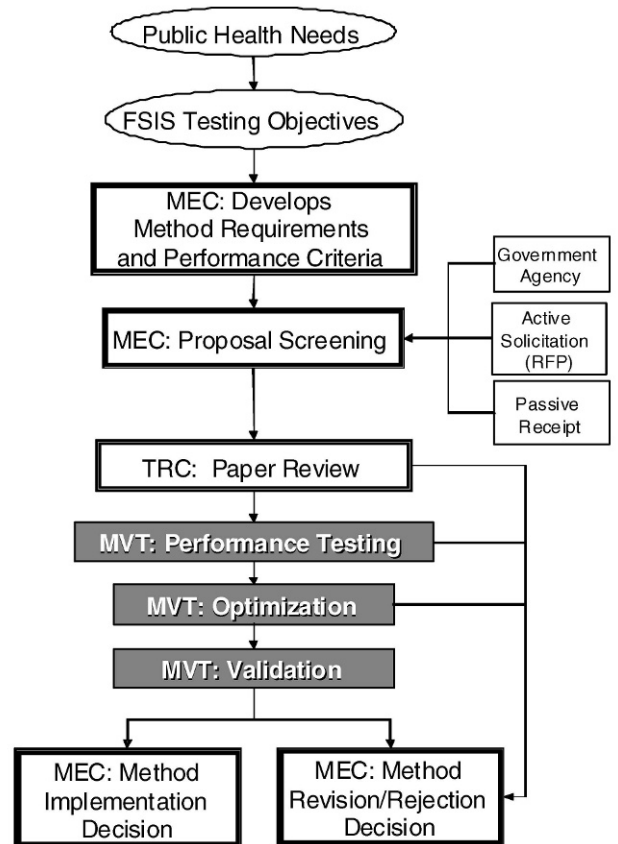 Public Health Needs
FSIS Testing Objectives
MEC: Develops
Method Requirements
and Performance Criteria
MEC: Proposal Screening
Government
Agency
Active
Solicitation
(RFP)
Passive
Receipt
TRC: Paper Review
MVT: Performance Testing
MVT: Optimization
MVT: Validation
MEC: Method
Implementation
Decision
MEC: Method
Revision/Rejection
Decision